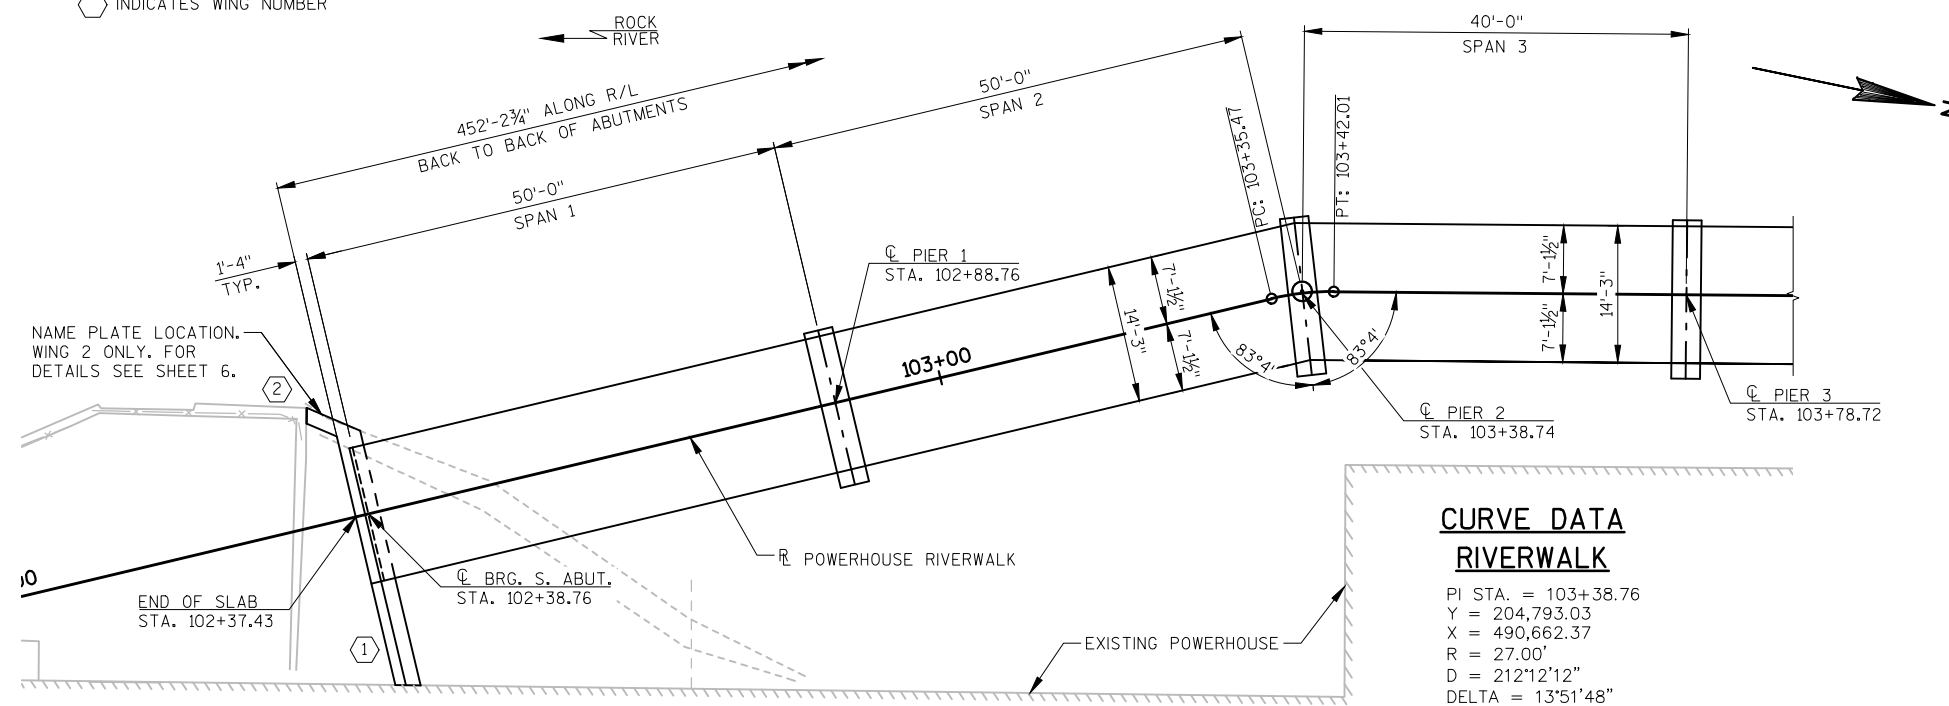 INDICATES WING NUMBER
ROCK
RIVER
40'-0"
SPAN 3
452'-2¾" ALONG R/L
BACK TO BACK OF ABUTMENTS
50'-0"
SPAN 2
50'-0"
SPAN 1
1'-4"
TYP.
PC: 103+35.47
PT: 103+42.01
℄ PIER 1
STA. 102+88.76
7'-1½"
14'-3"
7'-1½"
7'-1½"
14'-3"
7'-1½"
NAME PLATE LOCATION.
WING 2 ONLY. FOR
DETAILS SEE SHEET 6.
2
103+00
83°4'
83°4'
℄ PIER 2
STA. 103+38.74
℄ PIER 3
STA. 103+78.72
R/L POWERHOUSE RIVERWALK
℄ BRG. S. ABUT.
STA. 102+38.76
END OF SLAB
STA. 102+37.43
1
EXISTING POWERHOUSE
CURVE DATA
RIVERWALK
PI STA. = 103+38.76
Y = 204,793.03
X = 490,662.37
R = 27.00'
D = 212°12'12"
DELTA = 13°51'48"